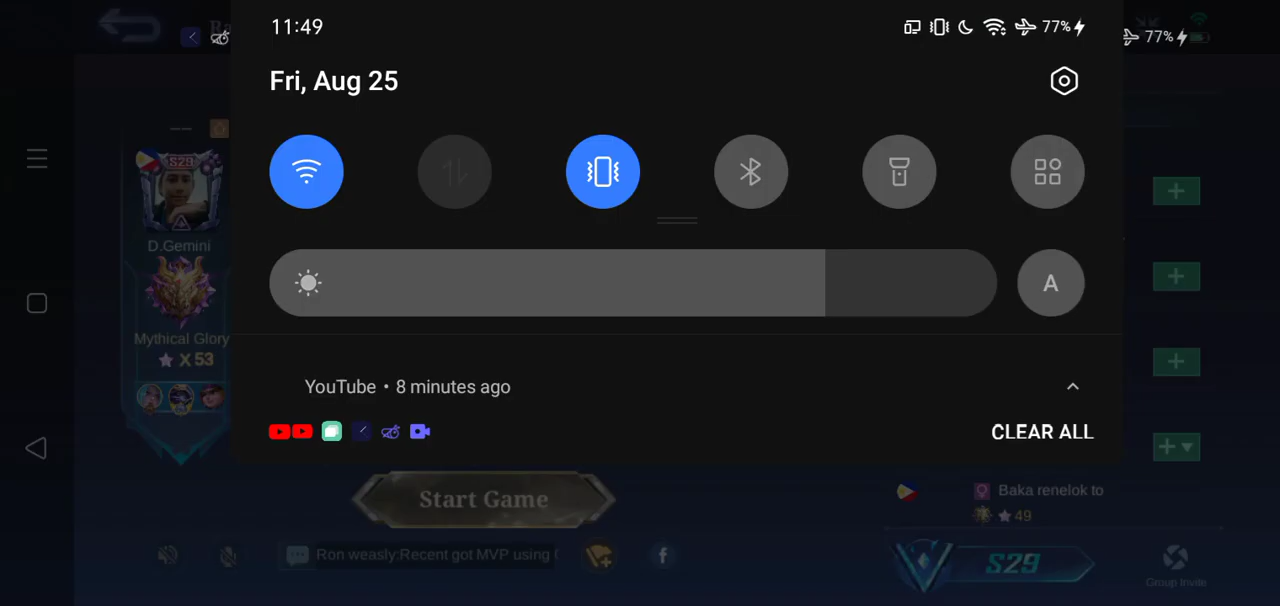 11:49
77%
77%
Fri, Aug 25
S29
D.Gemini
Mythical Glory
X 53
A
YouTube • 8 minutes ago
CLEAR ALL
Start Game
Baka renelok to
49
Ron weasly:Recent got MVP using
S29
Group Invite